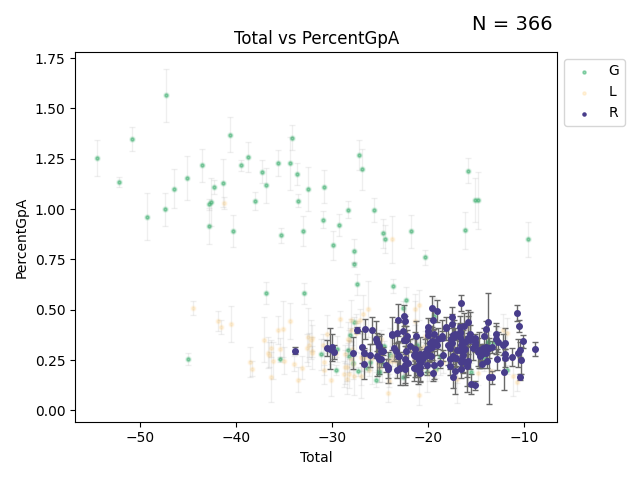 N = 366
Total vs PercentGpA
G
L
R
PercentGpA
1.75
1.50
1.25
1.00
0.75
0.50
0.25
0.00
−50
−40
−30
−20
−10
Total